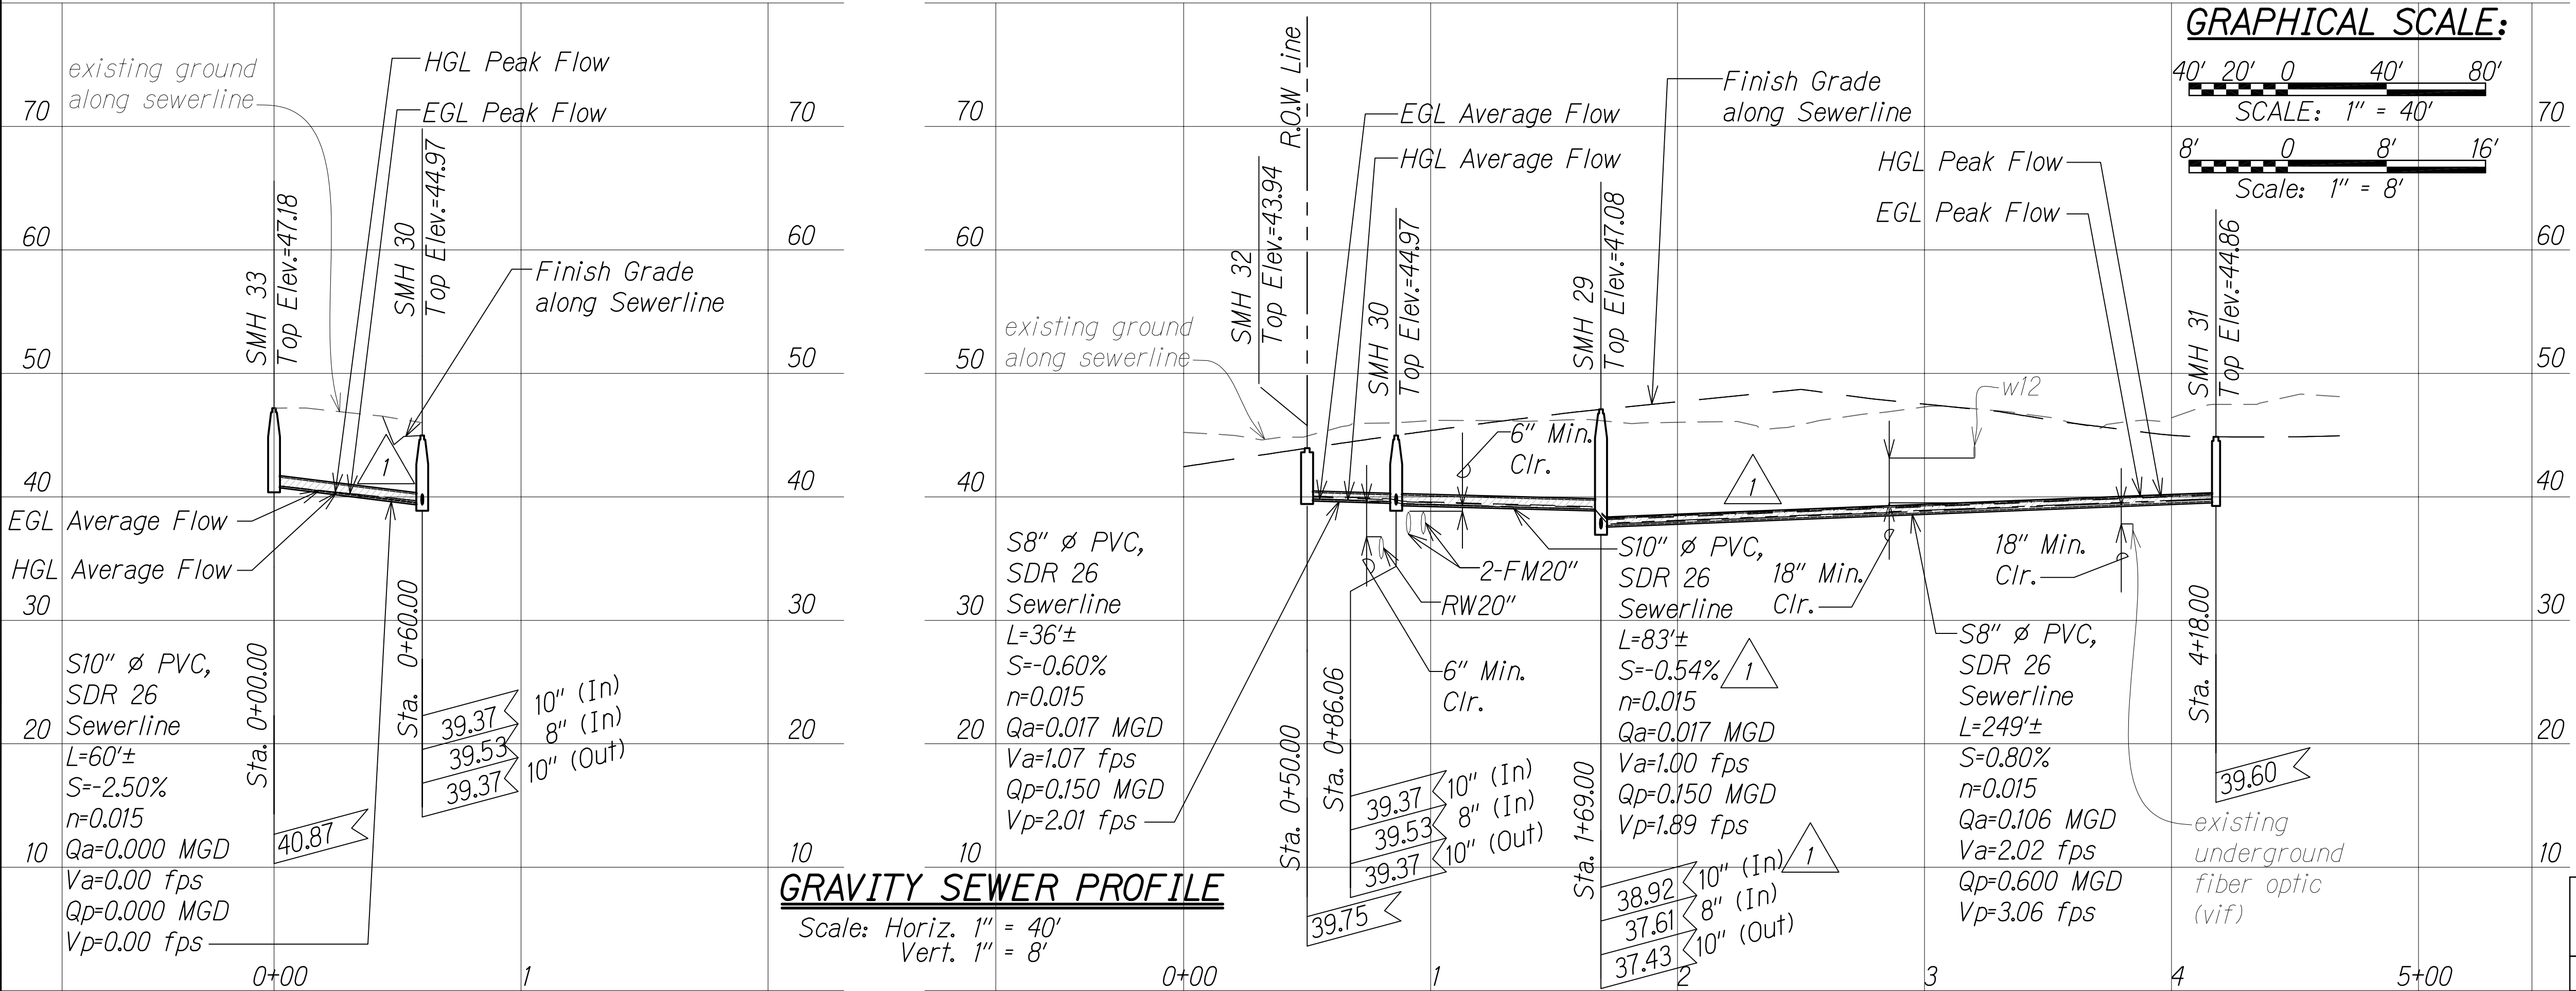 existing ground
along sewerline
HGL Peak Flow
EGL Peak Flow
70
60
50
40
30
20
10
70
60
50
40
30
20
10
SMH 33
Top Elev.=47.18
SMH 30
Top Elev.=44.97
Finish Grade
along Sewerline
1
EGL Average Flow
HGL Average Flow
S10" Ø PVC,
SDR 26
Sewerline
L=60'±
S=-2.50%
n=0.015
Qa=0.000 MGD
Va=0.00 fps
Qp=0.000 MGD
Vp=0.00 fps
Sta. 0+00.00
40.87
Sta. 0+60.00
39.37 10" (In)
39.53 8" (In)
39.37 10" (Out)
0+00
1
GRAVITY SEWER PROFILE
Scale: Horiz. 1" = 40'
Vert. 1" = 8'
70
60
50
40
30
20
10
R.O.W Line
SMH 32
Top Elev.=43.94
EGL Average Flow
HGL Average Flow
SMH 30
Top Elev.=44.97
existing ground
along sewerline
Finish Grade
along Sewerline
SMH 29
Top Elev.=47.08
6" Min.
Clr.
1
w12
HGL Peak Flow
EGL Peak Flow
SMH 31
Top Elev.=44.86
S8" Ø PVC,
SDR 26
Sewerline
L=36'±
S=-0.60%
n=0.015
Qa=0.017 MGD
Va=1.07 fps
Qp=0.150 MGD
Vp=2.01 fps
2-FM20"
RW20"
6" Min.
Clr.
S10" Ø PVC,
SDR 26
Sewerline
L=83'±
S=-0.54%
1
n=0.015
Qa=0.017 MGD
Va=1.00 fps
Qp=0.150 MGD
Vp=1.89 fps
18" Min.
Clr.
18" Min.
Clr.
S8" Ø PVC,
SDR 26
Sewerline
L=249'±
S=0.80%
n=0.015
Qa=0.106 MGD
Va=2.02 fps
Qp=0.600 MGD
Vp=3.06 fps
existing
underground
fiber optic
(vif)
Sta. 0+50.00
39.75
Sta. 0+86.06
39.37 10" (In)
39.53 8" (In)
39.37 10" (Out)
Sta. 1+69.00
38.92 10" (In)
37.61 8" (In)
37.43 10" (Out)
1
Sta. 4+18.00
39.60
0+00
1
2
3
4
5+00
70
60
50
40
30
20
10
GRAPHICAL SCALE:
40' 20' 0 40' 80'
SCALE: 1" = 40'
8' 0 8' 16'
Scale: 1" = 8'